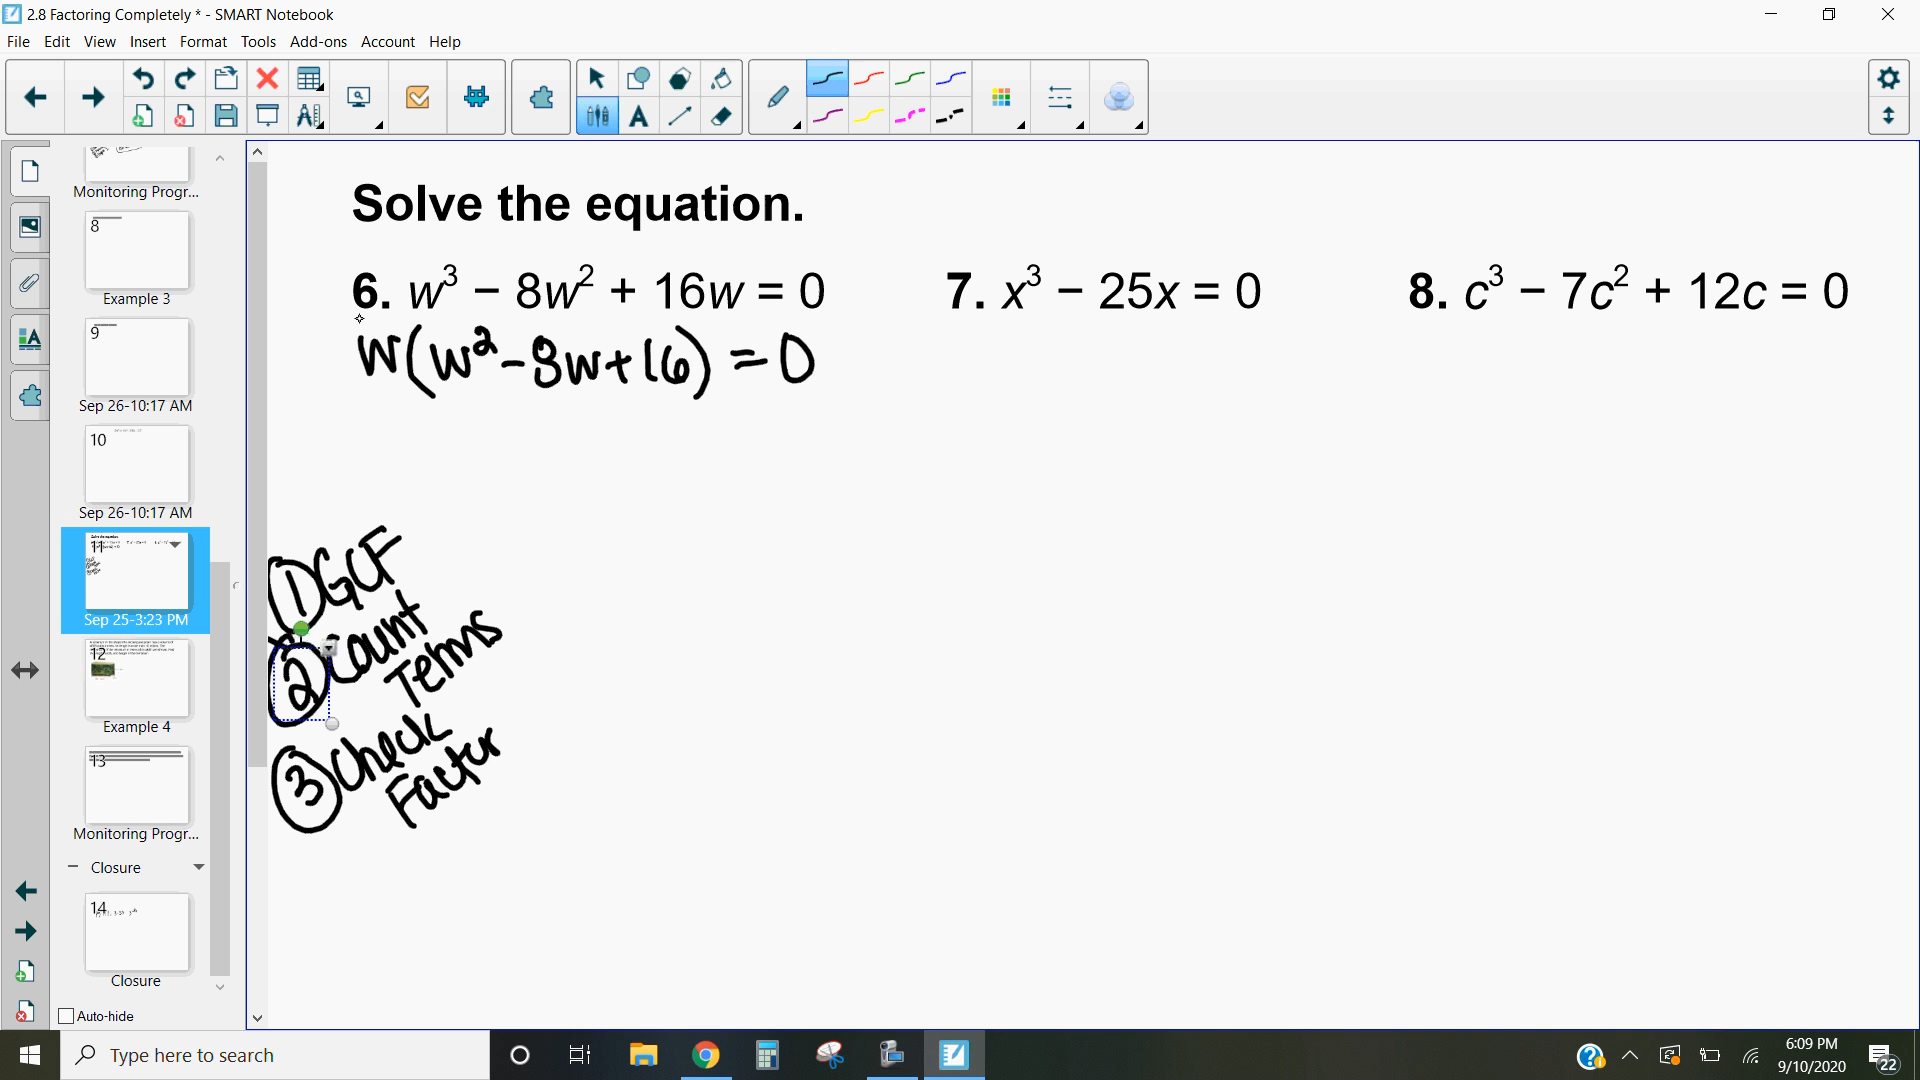 2.8 Factoring Completely * - SMART Notebook
File Edit View Insert Format Tools Add-ons Account Help
Monitoring Progr...
8
Example 3
9
Sep 26-10:17 AM
10
Sep 26-10:17 AM
11
Sep 25-3:23 PM
12
Example 4
13
Monitoring Progr...
Closure
14
Closure
Auto-hide
Solve the equation.
6. w³ − 8w² + 16w = 0
7. x³ − 25x = 0
8. c³ − 7c² + 12c = 0
w(w²-8w+16) = 0
① GCF
② Count
Terms
③ Check
Factor
Type here to search
6:09 PM
9/10/2020
22